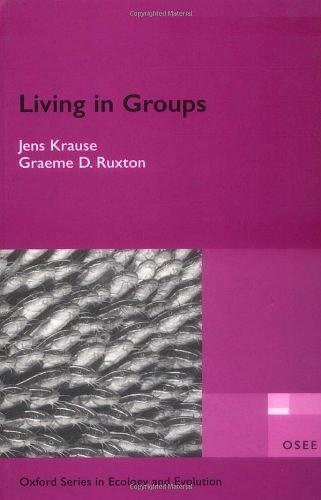 Living in Groups
Jens Krause
Graeme D. Ruxton
OSEE
Oxford Series in Ecology and Evolution